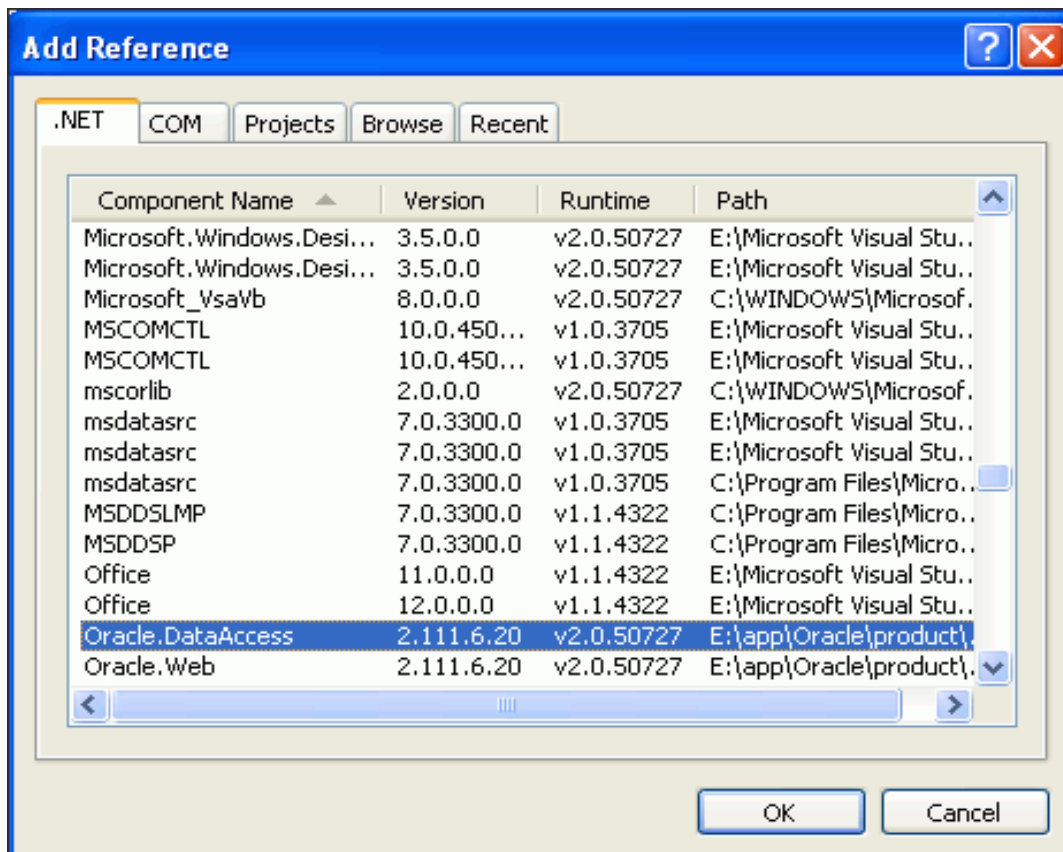 Add Reference
.NET COM Projects Browse Recent
Component Name Version Runtime Path
Microsoft.Windows.Desi... 3.5.0.0 v2.0.50727 E:\Microsoft Visual Stu..
Microsoft.Windows.Desi... 3.5.0.0 v2.0.50727 E:\Microsoft Visual Stu..
Microsoft_VsaVb 8.0.0.0 v2.0.50727 C:\WINDOWS\Microsof.
MSCOMCTL 10.0.450... v1.0.3705 E:\Microsoft Visual Stu..
MSCOMCTL 10.0.450... v1.0.3705 E:\Microsoft Visual Stu..
mscorlib 2.0.0.0 v2.0.50727 C:\WINDOWS\Microsof.
msdatasrc 7.0.3300.0 v1.0.3705 E:\Microsoft Visual Stu..
msdatasrc 7.0.3300.0 v1.0.3705 E:\Microsoft Visual Stu..
msdatasrc 7.0.3300.0 v1.0.3705 C:\Program Files\Micro..
MSDDSLMP 7.0.3300.0 v1.1.4322 C:\Program Files\Micro..
MSDDSP 7.0.3300.0 v1.1.4322 C:\Program Files\Micro..
Office 11.0.0.0 v1.1.4322 E:\Microsoft Visual Stu..
Office 12.0.0.0 v1.1.4322 E:\Microsoft Visual Stu..
Oracle.DataAccess 2.111.6.20 v2.0.50727 E:\app\Oracle\product\.
Oracle.Web 2.111.6.20 v2.0.50727 E:\app\Oracle\product\.
OK Cancel